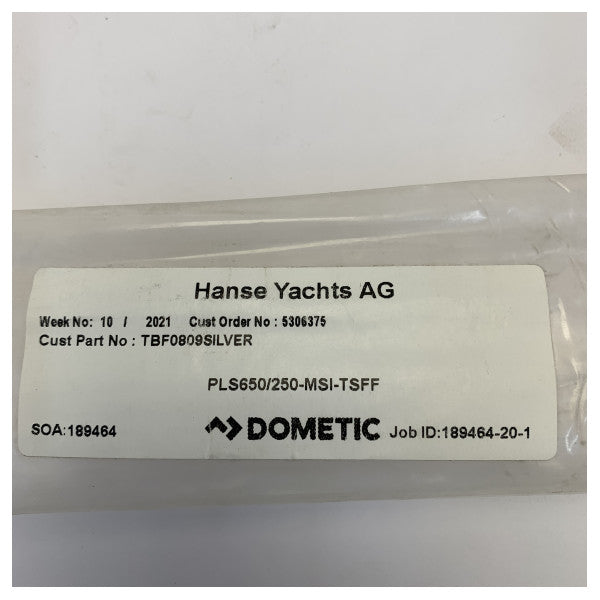 Hanse Yachts AG
Week No: 10 / 2021 Cust Order No : 5306375
Cust Part No : TBF0809SILVER
PLS650/250-MSI-TSFF
SOA:189464 DOMETIC Job ID:189464-20-1